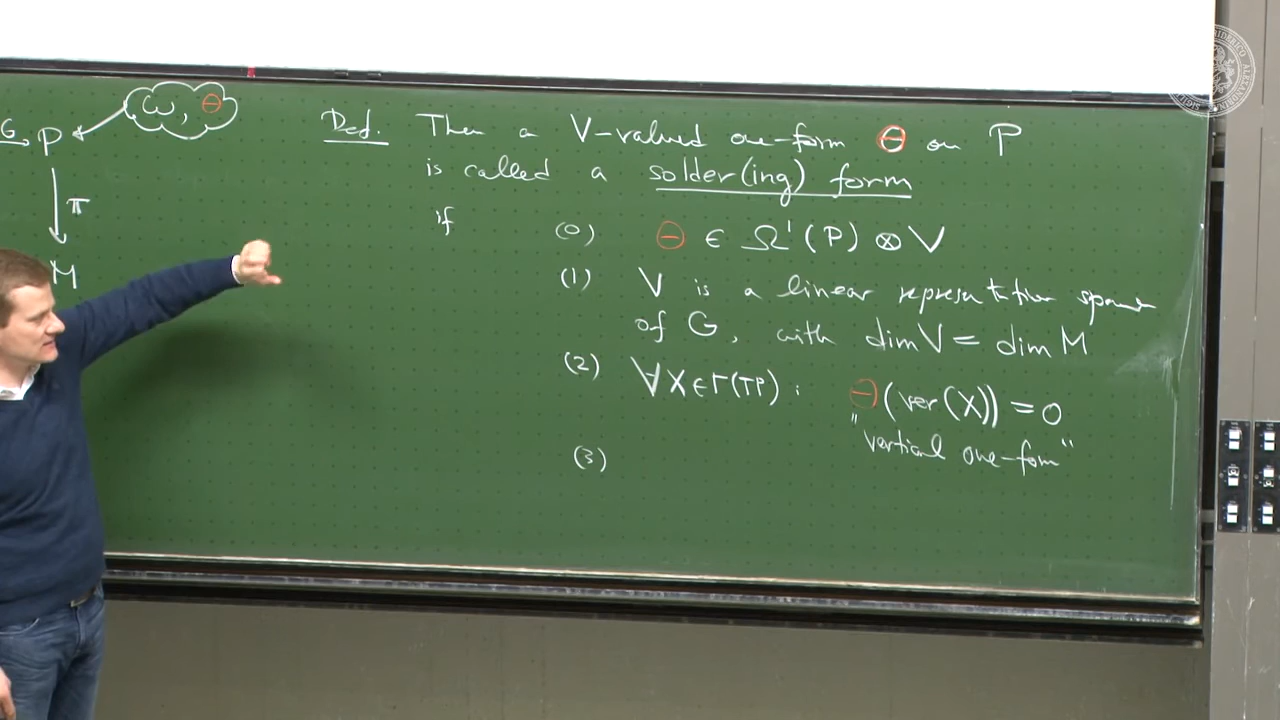 G P ω, Θ
π
M
Def. Then a V-valued one-form Θ on P
is called a solder(ing) form
if (0) Θ ∈ Ω¹(P) ⊗ V
(1) V is a linear representation space
of G, with dim V = dim M
(2) ∀X∈Γ(TP) : Θ(ver(X)) = 0
"vertical one-form"
(3)